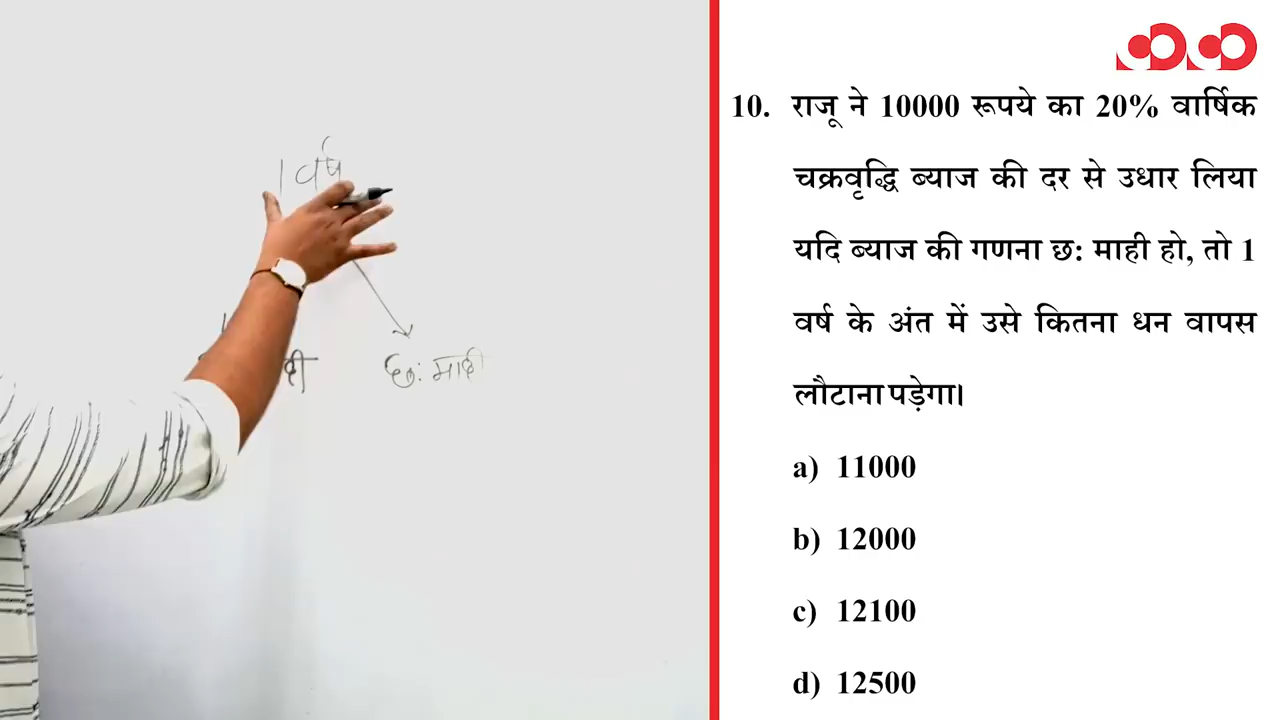 1 वर्ष
छः माही
10. राजू ने 10000 रूपये का 20% वार्षिक
चक्रवृद्धि ब्याज की दर से उधार लिया
यदि ब्याज की गणना छ: माही हो, तो 1
वर्ष के अंत में उसे कितना धन वापस
लौटाना पड़ेगा।
a) 11000
b) 12000
c) 12100
d) 12500